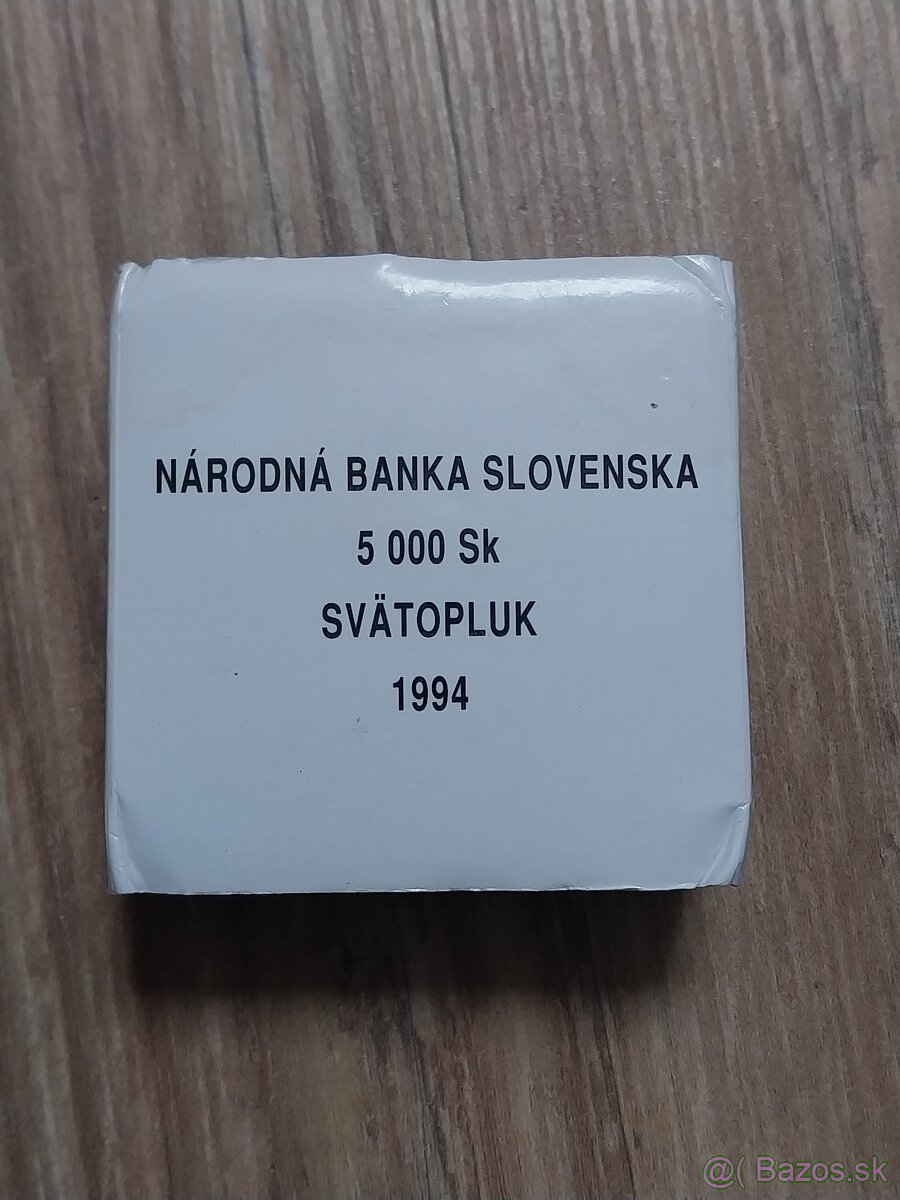 NÁRODNÁ BANKA SLOVENSKA
5 000 Sk
SVÄTOPLUK
1994
@( Bazos.sk